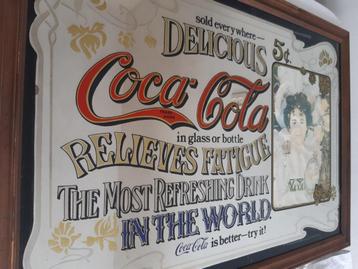 sold everywhere—
DELICIOUS
5¢.
Coca-Cola
in glass or bottle
RELIEVES FATIGUE
THE MOST REFRESHING DRINK
IN THE WORLD.
Coca-Cola is better—try it!